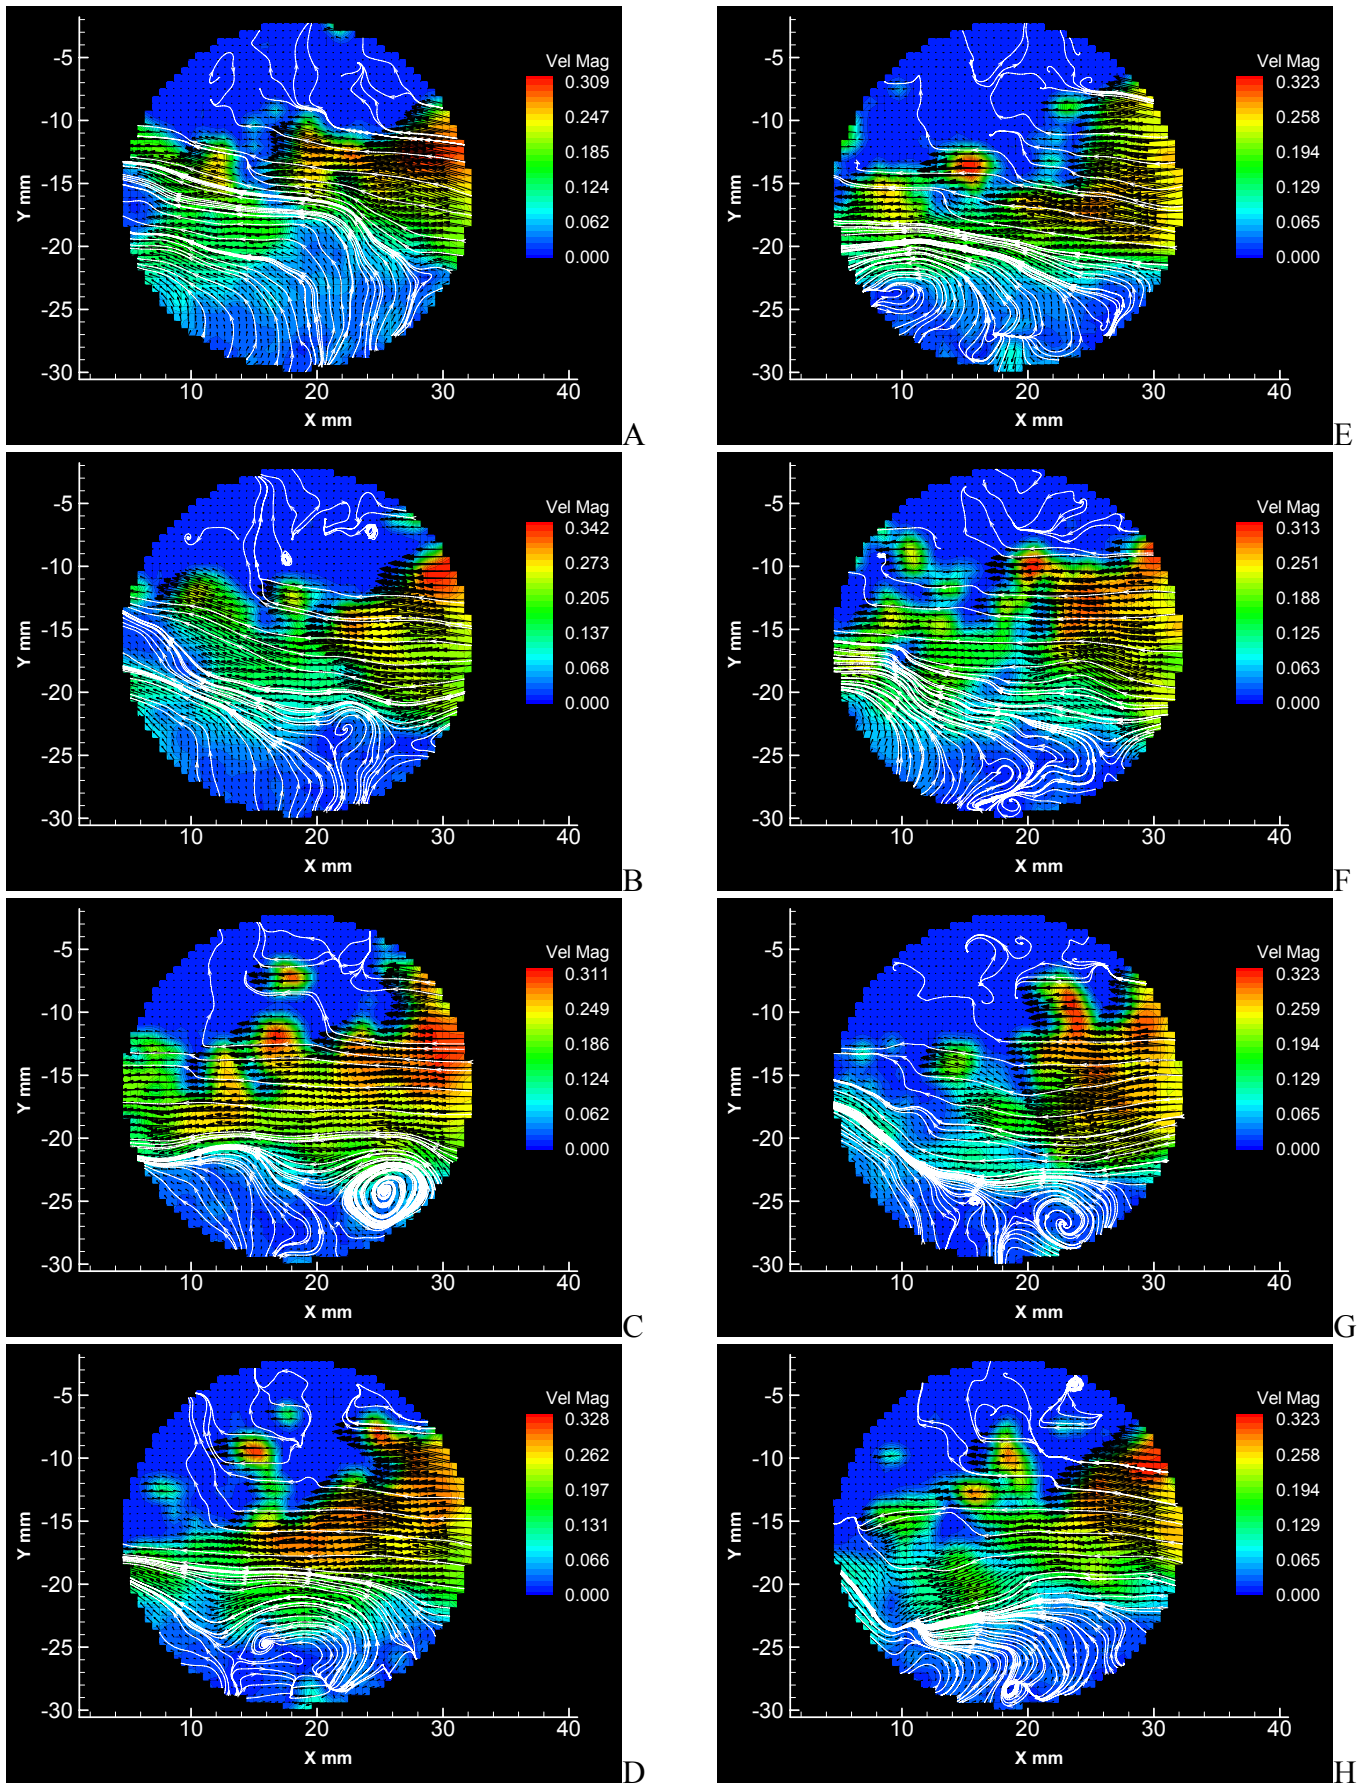 Vel Mag
0.309
0.247
0.185
0.124
0.062
0.000
-5
-10
-15
-20
-25
-30
Y mm
10 20 30 40
X mm
A
Vel Mag
0.323
0.258
0.194
0.129
0.065
0.000
-5
-10
-15
-20
-25
-30
Y mm
10 20 30 40
X mm
E
Vel Mag
0.342
0.273
0.205
0.137
0.068
0.000
-5
-10
-15
-20
-25
-30
Y mm
10 20 30 40
X mm
B
Vel Mag
0.313
0.251
0.188
0.125
0.063
0.000
-5
-10
-15
-20
-25
-30
Y mm
10 20 30 40
X mm
F
Vel Mag
0.311
0.249
0.186
0.124
0.062
0.000
-5
-10
-15
-20
-25
-30
Y mm
10 20 30 40
X mm
C
Vel Mag
0.323
0.259
0.194
0.129
0.065
0.000
-5
-10
-15
-20
-25
-30
Y mm
10 20 30 40
X mm
G
Vel Mag
0.328
0.262
0.197
0.131
0.066
0.000
-5
-10
-15
-20
-25
-30
Y mm
10 20 30 40
X mm
D
Vel Mag
0.323
0.258
0.194
0.129
0.065
0.000
-5
-10
-15
-20
-25
-30
Y mm
10 20 30 40
X mm
H